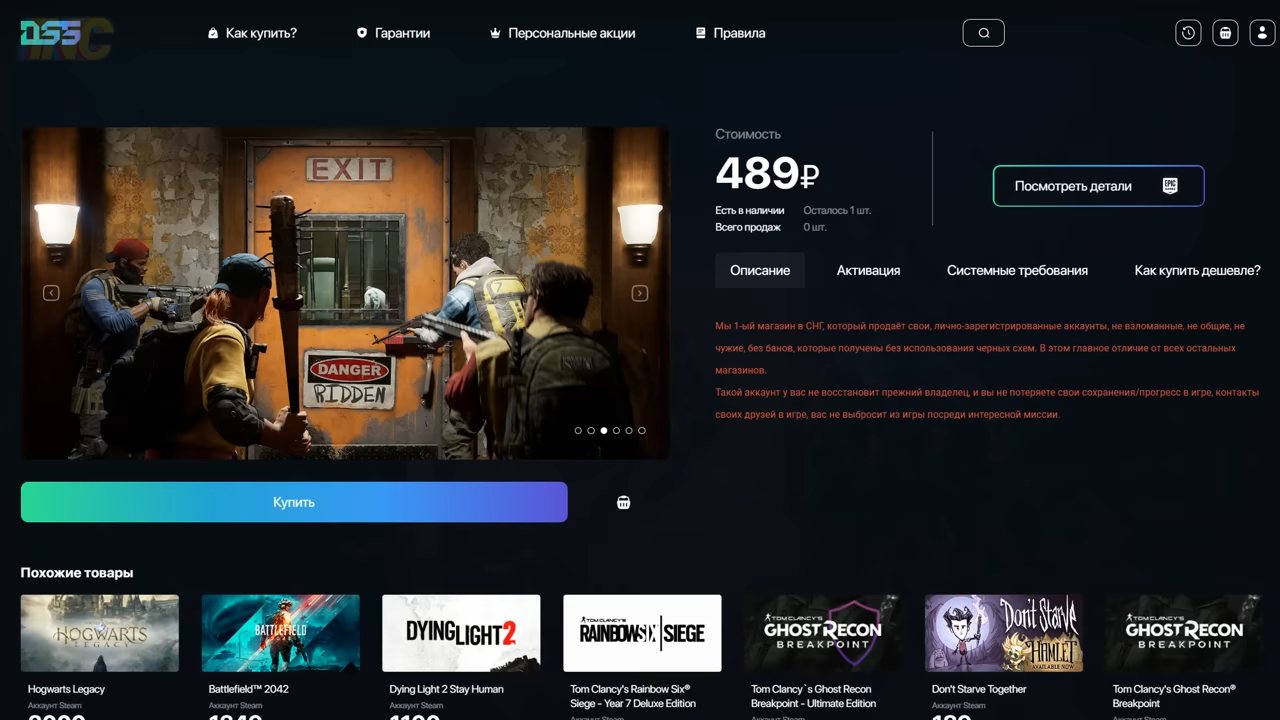 DSS
INC
Как купить?
Гарантии
Персональные акции
Правила
EXIT
DANGER
RIDDEN
Стоимость
489₽
Есть в наличии
Осталось 1 шт.
Всего продаж
0 шт.
Посмотреть детали
EPIC
Описание
Активация
Системные требования
Как купить дешевле?
Мы 1-ый магазин в СНГ, который продаёт свои, лично-зарегистрированные аккаунты, не взломанные, не общие, не
чужие, без банов, которые получены без использования черных схем. В этом главное отличие от всех остальных
магазинов.
Такой аккаунт у вас не восстановит прежний владелец, и вы не потеряете свои сохранения/прогресс в игре, контакты
своих друзей в игре, вас не выбросит из игры посреди интересной миссии.
Купить
Похожие товары
HOGWARTS
LEGACY
BATTLEFIELD
2042
DYING LIGHT 2
TOM CLANCY'S
RAINBOW SIX | SIEGE
TOM CLANCY'S
GHOST RECON
BREAKPOINT
Don't Starve
HAMLET
AVAILABLE NOW
TOM CLANCY'S
GHOST RECON
BREAKPOINT
Hogwarts Legacy
Аккаунт Steam
Battlefield™ 2042
Аккаунт Steam
Dying Light 2 Stay Human
Аккаунт Steam
Tom Clancy's Rainbow Six®
Siege - Year 7 Deluxe Edition
Tom Clancy`s Ghost Recon
Breakpoint - Ultimate Edition
Don't Starve Together
Аккаунт Steam
Tom Clancy's Ghost Recon®
Breakpoint